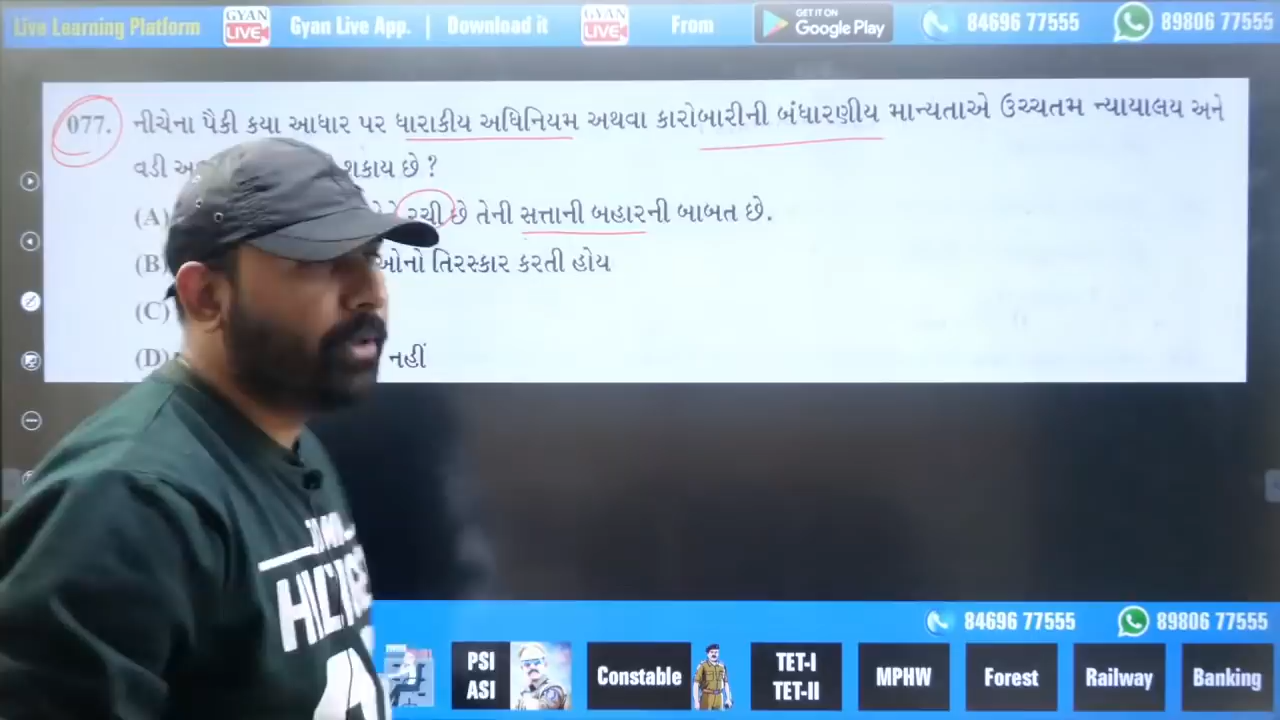 Live Learning Platform
GYAN LIVE
Gyan Live App. | Download it
GYAN LIVE
From
GET IT ON
Google Play
84696 77555
89806 77555
077. નીચેના પૈકી કયા આધાર પર ધારાકીય અધિનિયમ અથવા કારોબારીની બંધારણીય માન્યતાએ ઉચ્ચતમ ન્યાયાલય અને
વડી શકાય છે ?
(A) રચી છે તેની સત્તાની બહારની બાબત છે.
(B) તિરસ્કાર કરતી હોય
(C)
(D) નહીં
84696 77555
89806 77555
PSI
ASI
Constable
TET-I
TET-II
MPHW
Forest
Railway
Banking